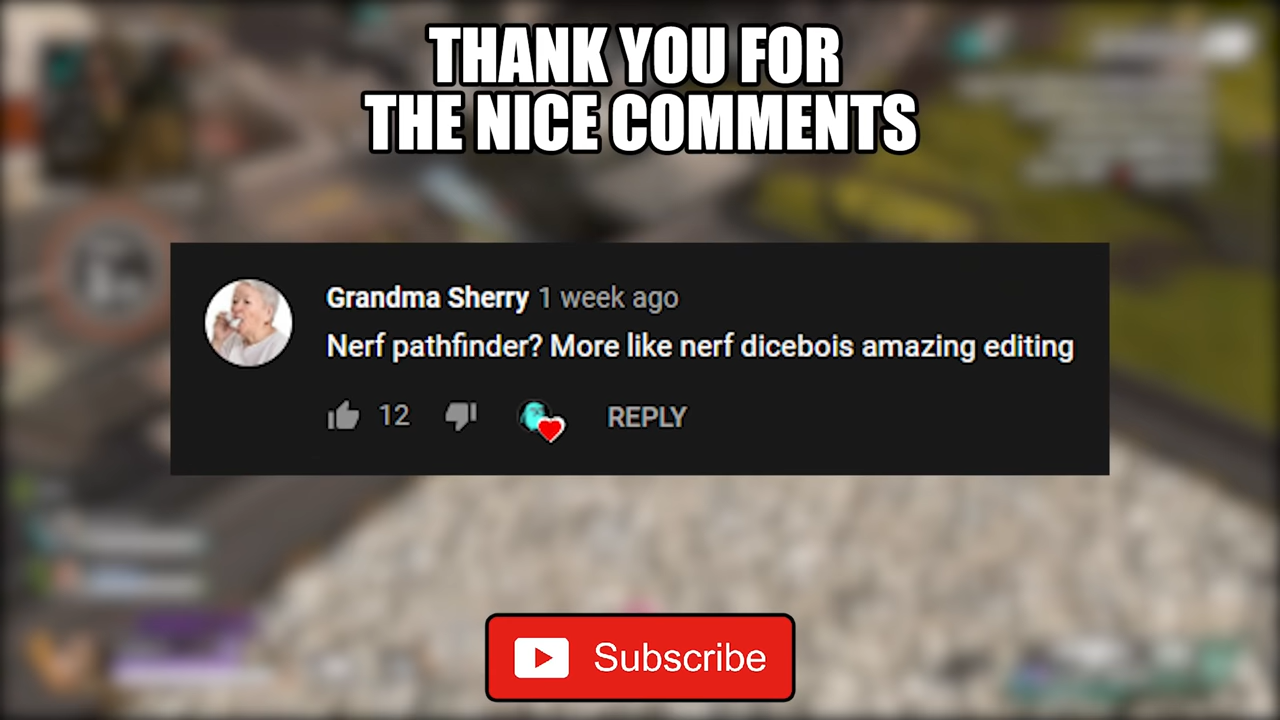 THANK YOU FOR
THE NICE COMMENTS
Grandma Sherry 1 week ago
Nerf pathfinder? More like nerf dicebois amazing editing
12 REPLY
Subscribe